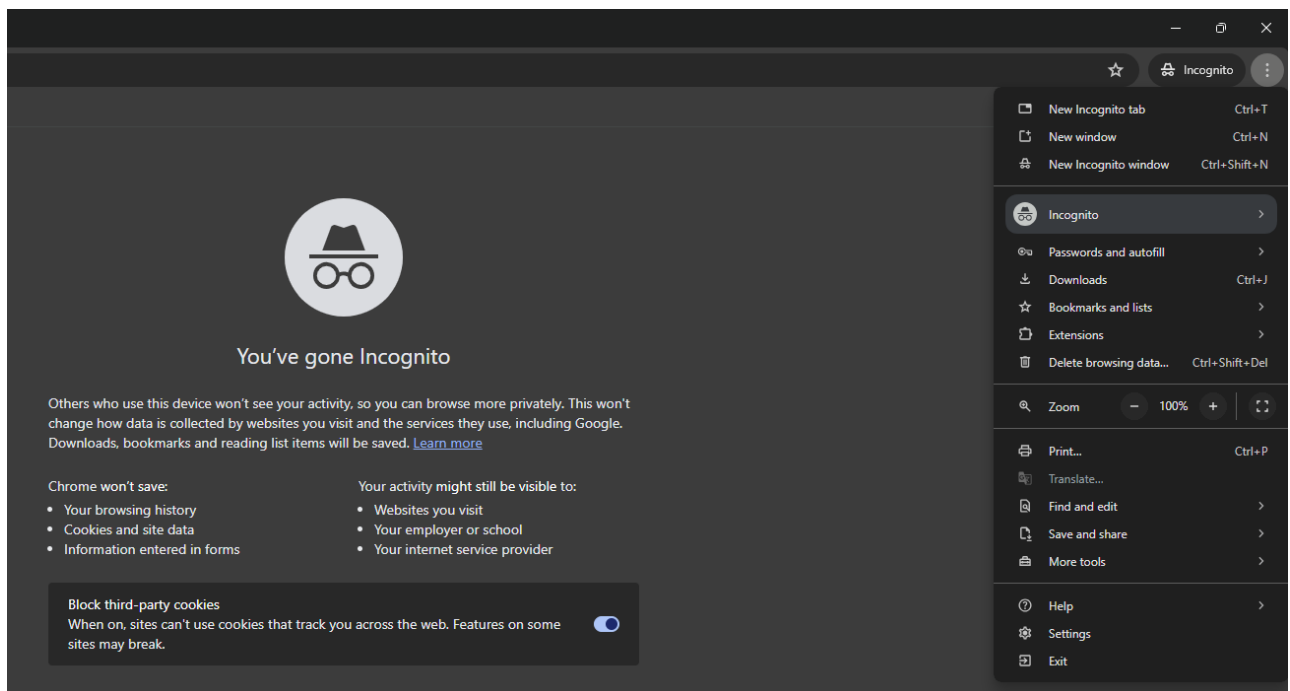 Incognito
New Incognito tab Ctrl+T
New window Ctrl+N
New Incognito window Ctrl+Shift+N
Incognito
Passwords and autofill
Downloads Ctrl+J
Bookmarks and lists
Extensions
Delete browsing data... Ctrl+Shift+Del
Zoom − 100% +
Print... Ctrl+P
Translate...
Find and edit
Save and share
More tools
Help
Settings
Exit
You've gone Incognito
Others who use this device won't see your activity, so you can browse more privately. This won't
change how data is collected by websites you visit and the services they use, including Google.
Downloads, bookmarks and reading list items will be saved. Learn more
Chrome won't save:
• Your browsing history
• Cookies and site data
• Information entered in forms
Your activity might still be visible to:
• Websites you visit
• Your employer or school
• Your internet service provider
Block third-party cookies
When on, sites can't use cookies that track you across the web. Features on some
sites may break.